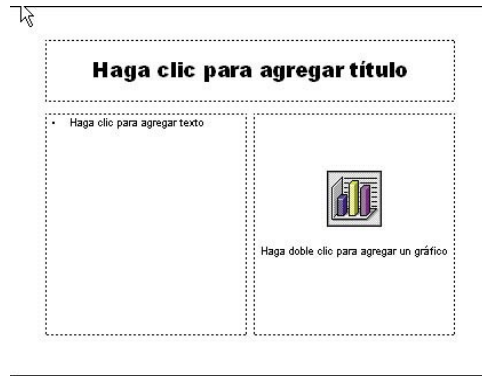 Haga clic para agregar título
• Haga clic para agregar texto
Haga doble clic para agregar un gráfico